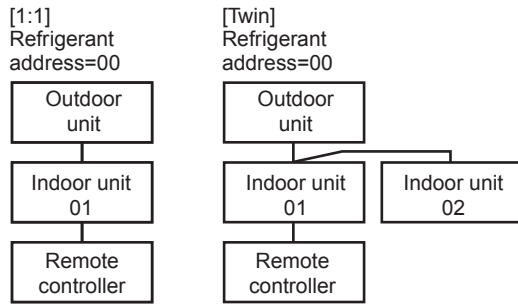 [1:1]
Refrigerant
address=00
Outdoor
unit
Indoor unit
01
Remote
controller
[Twin]
Refrigerant
address=00
Outdoor
unit
Indoor unit
01
Indoor unit
02
Remote
controller